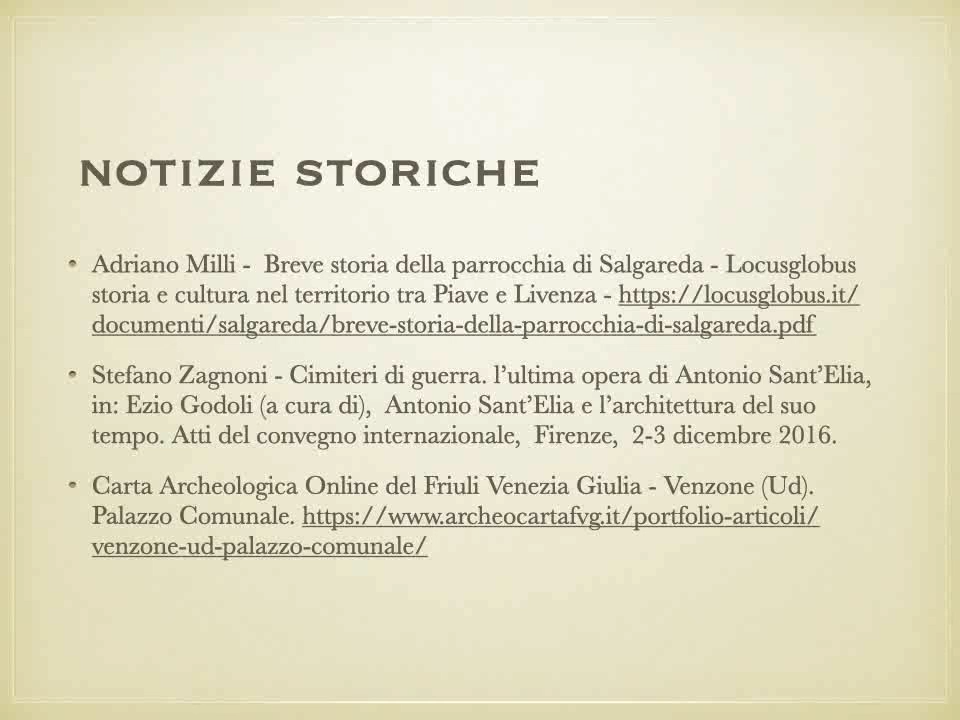 NOTIZIE STORICHE
• Adriano Milli -  Breve storia della parrocchia di Salgareda - Locusglobus
storia e cultura nel territorio tra Piave e Livenza - https://locusglobus.it/
documenti/salgareda/breve-storia-della-parrocchia-di-salgareda.pdf
• Stefano Zagnoni - Cimiteri di guerra. l’ultima opera di Antonio Sant’Elia,
in: Ezio Godoli (a cura di),  Antonio Sant’Elia e l’architettura del suo
tempo. Atti del convegno internazionale,  Firenze,  2-3 dicembre 2016.
• Carta Archeologica Online del Friuli Venezia Giulia - Venzone (Ud).
Palazzo Comunale. https://www.archeocartafvg.it/portfolio-articoli/
venzone-ud-palazzo-comunale/